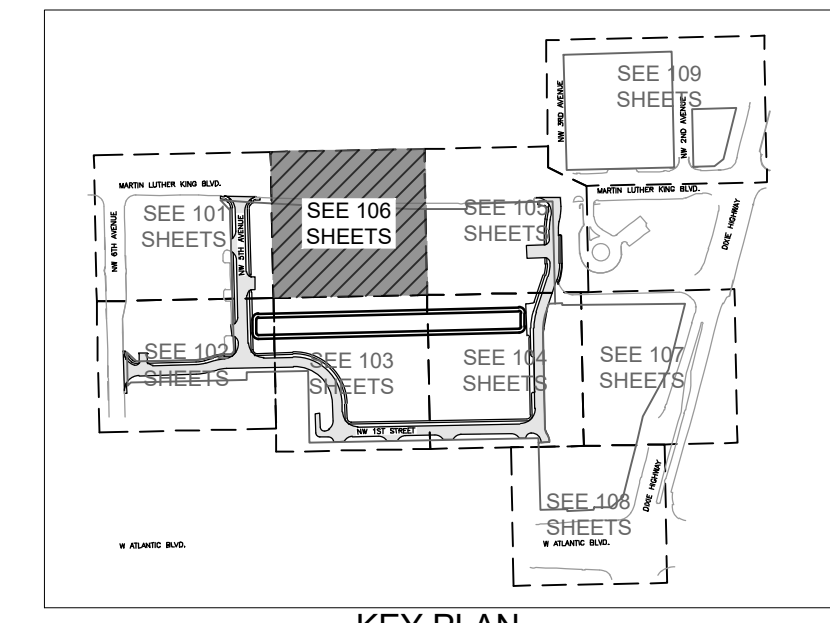 SEE 109
SHEETS
NW 3RD AVENUE
NW 2ND AVENUE
MARTIN LUTHER KING BLVD.
MARTIN LUTHER KING BLVD.
SEE 101
SHEETS
NW 6TH AVENUE
NW 5TH AVENUE
SEE 106
SHEETS
SEE 105
SHEETS
DIXIE HIGHWAY
SEE 102
SHEETS
SEE 103
SHEETS
SEE 104
SHEETS
SEE 107
SHEETS
NW 1ST STREET
SEE 108
SHEETS
DIXIE HIGHWAY
W ATLANTIC BLVD.
W ATLANTIC BLVD.
KEY PLAN